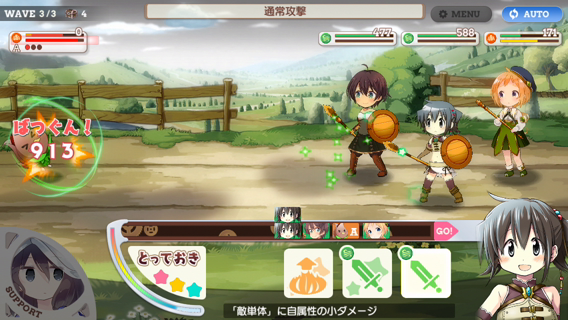 WAVE 3/3 4
通常攻撃
MENU
AUTO
0
A
477
588
171
ばつぐん!
913
A
GO!
とっておき
SUPPORT
「敵単体」に自属性の小ダメージ